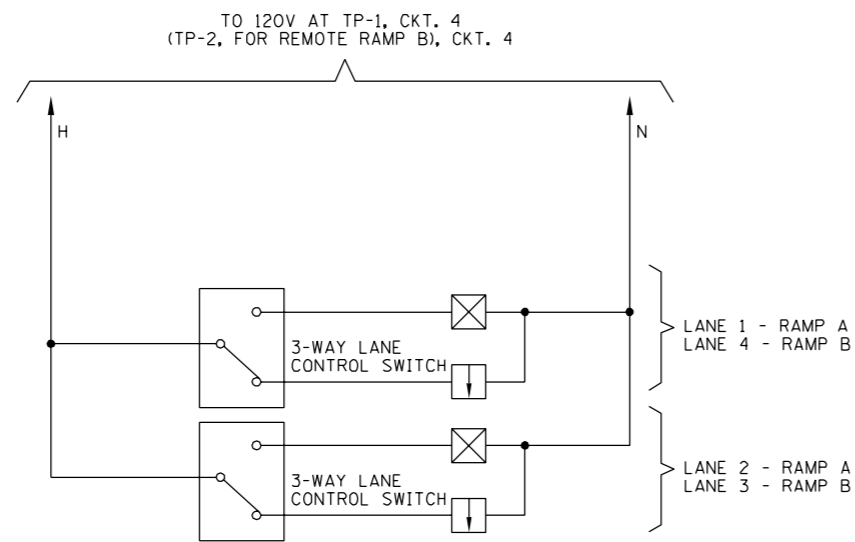 TO 120V AT TP-1, CKT. 4
(TP-2, FOR REMOTE RAMP B), CKT. 4
H
N
3-WAY LANE
CONTROL SWITCH
LANE 1 - RAMP A
LANE 4 - RAMP B
3-WAY LANE
CONTROL SWITCH
LANE 2 - RAMP A
LANE 3 - RAMP B